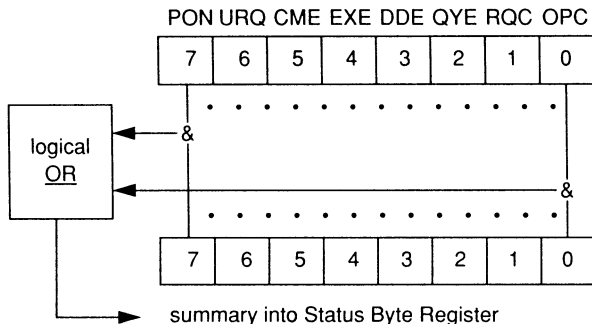 PON URQ CME EXE DDE QYE RQC OPC
7 6 5 4 3 2 1 0
&
logical
OR
&
7 6 5 4 3 2 1 0
summary into Status Byte Register